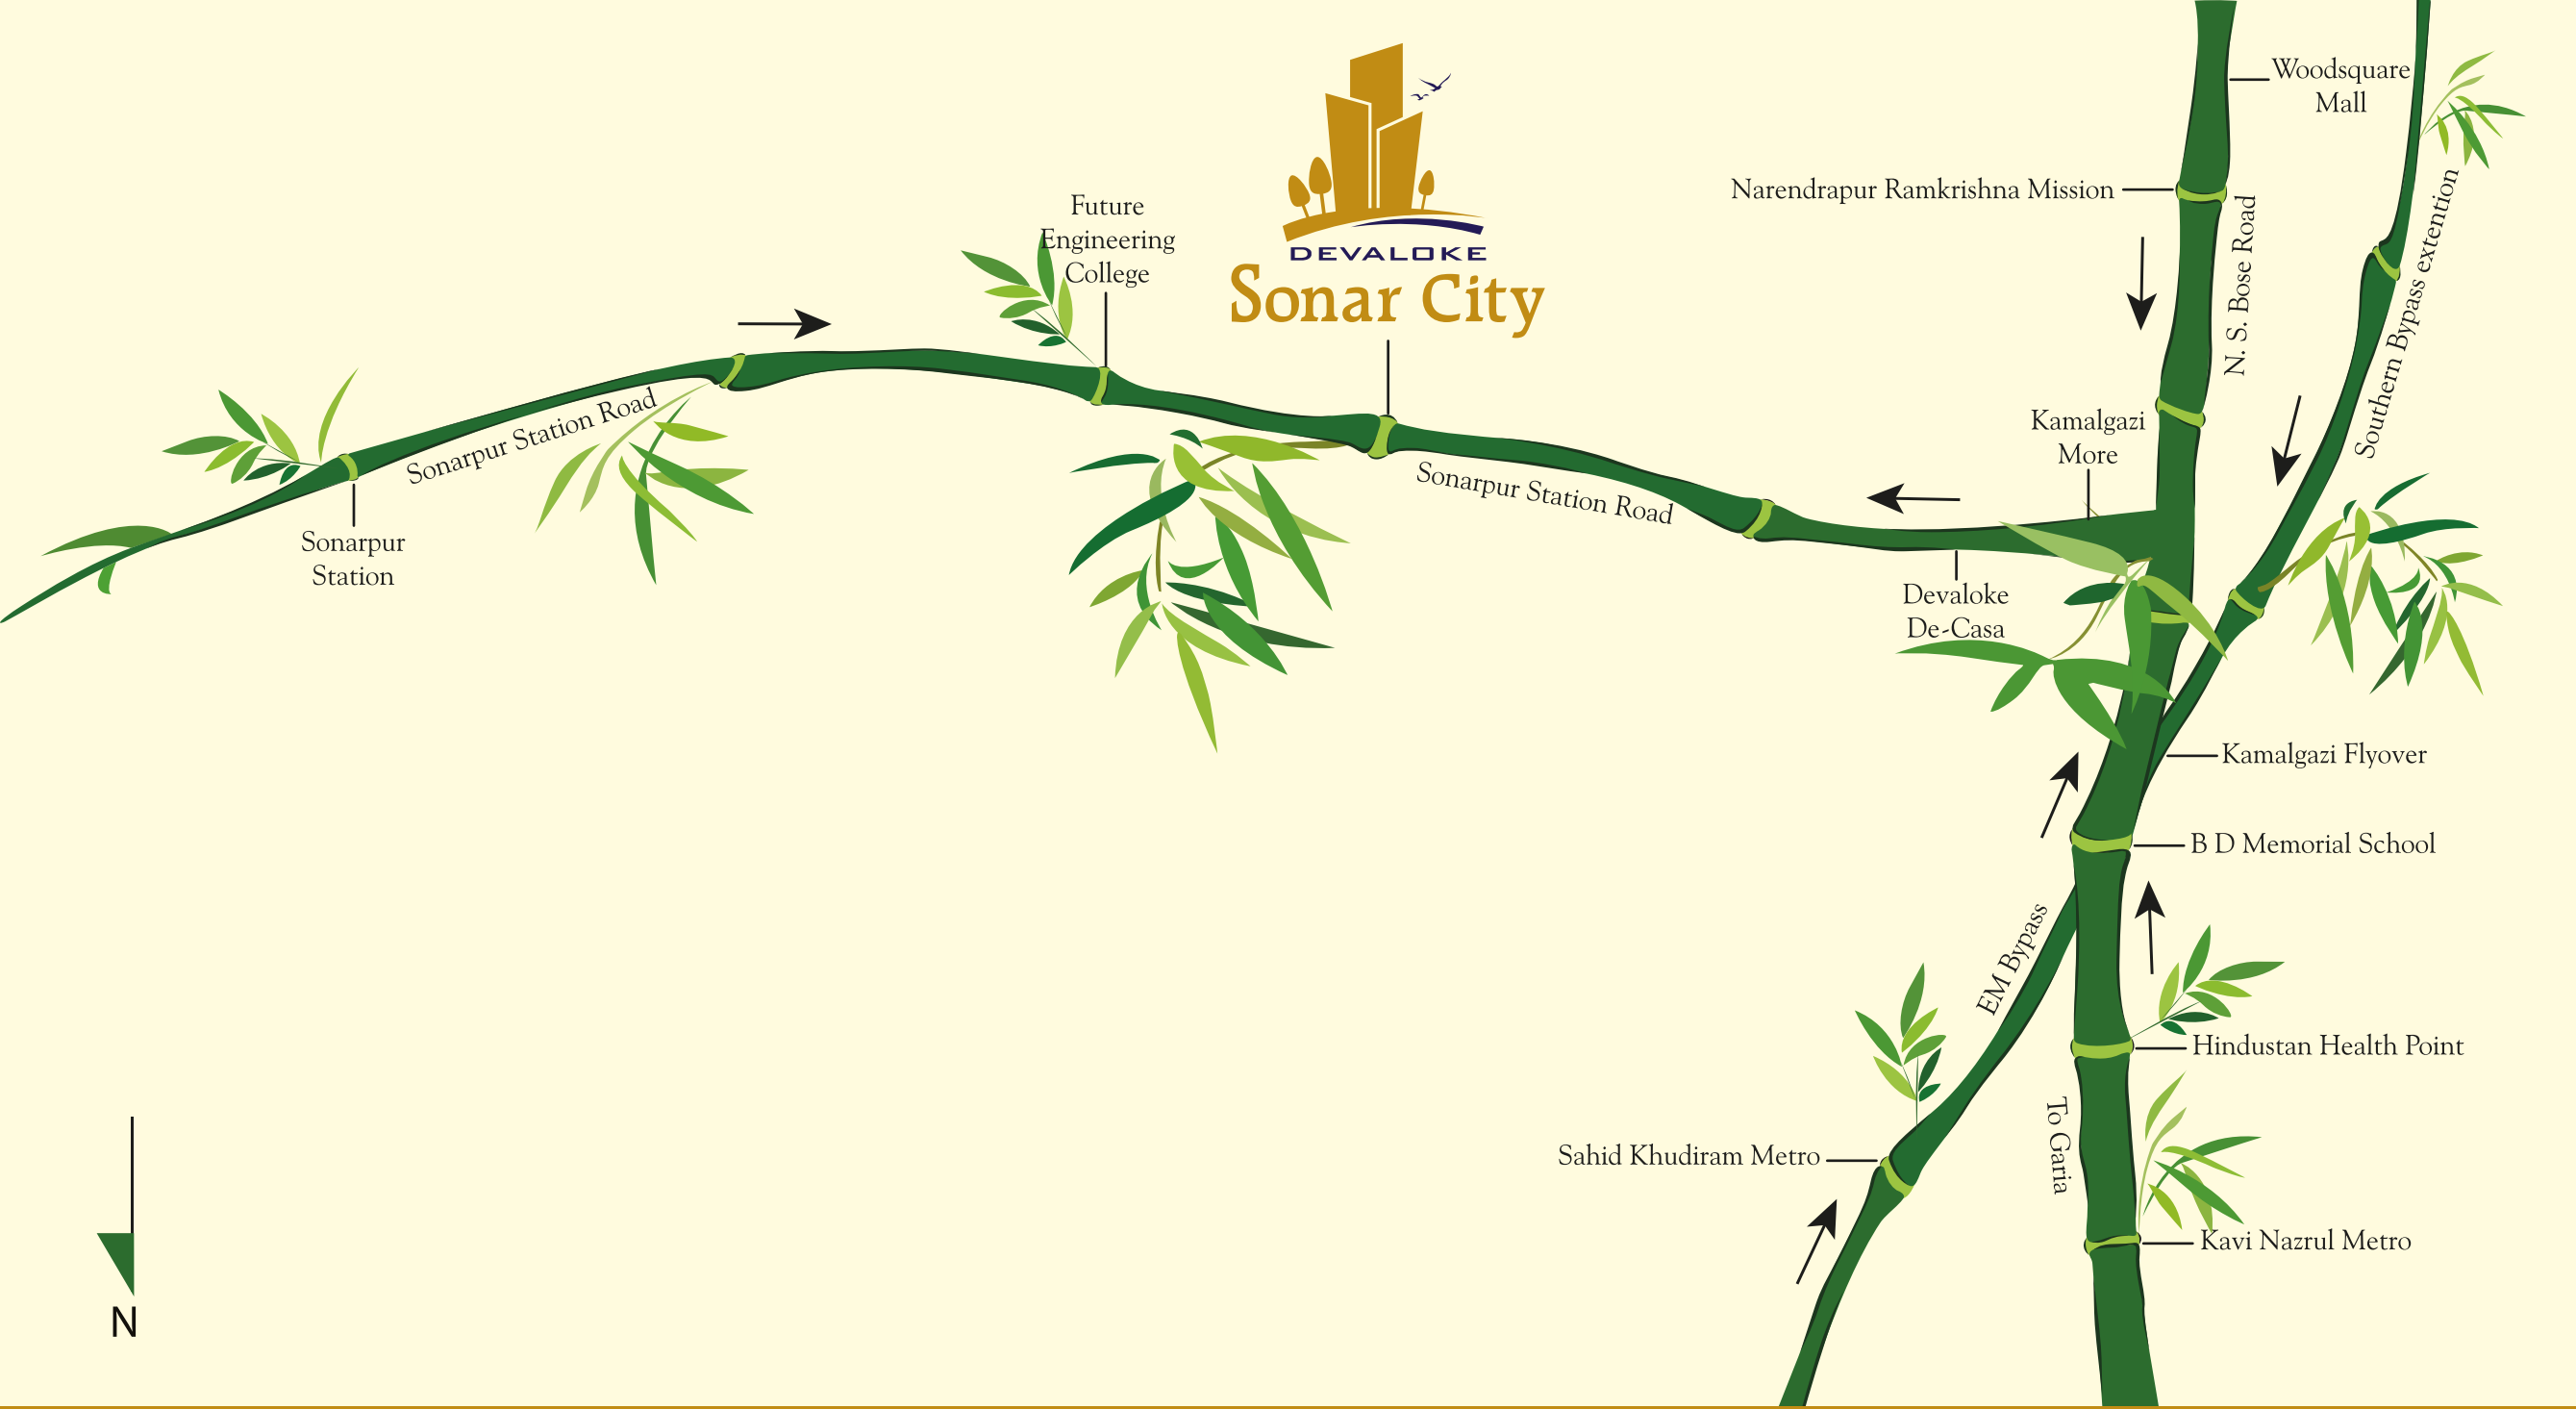 Woodsquare
Mall
Narendrapur Ramkrishna Mission
Future
Engineering
College
DEVALOKE
Sonar City
N. S. Bose Road
Southern Bypass extention
Kamalgazi
More
Sonarpur Station Road
Sonarpur Station Road
Sonarpur
Station
Devaloke
De-Casa
Kamalgazi Flyover
B D Memorial School
EM Bypass
Hindustan Health Point
To Garia
Sahid Khudiram Metro
Kavi Nazrul Metro
N